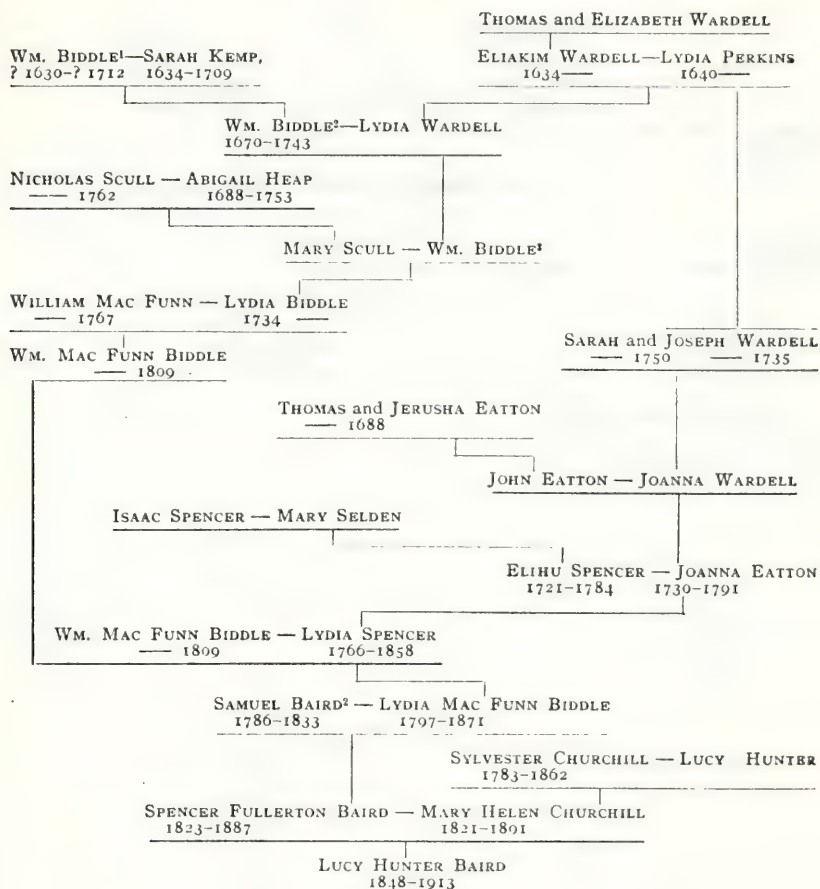 THOMAS and ELIZABETH WARDELL
WM. BIDDLE¹—SARAH KEMP,
? 1630–? 1712 1634–1709
ELIAKIM WARDELL—LYDIA PERKINS
1634— 1640—
WM. BIDDLE²—LYDIA WARDELL
1670–1743
NICHOLAS SCULL — ABIGAIL HEAP
— 1762 1688–1753
MARY SCULL — WM. BIDDLE³
WILLIAM MAC FUNN — LYDIA BIDDLE
— 1767 1734 —
SARAH and JOSEPH WARDELL
— 1750 — 1735
WM. MAC FUNN BIDDLE
— 1809
THOMAS and JERUSHA EATTON
— 1688
JOHN EATTON — JOANNA WARDELL
ISAAC SPENCER — MARY SELDEN
ELIHU SPENCER — JOANNA EATTON
1721–1784 1730–1791
WM. MAC FUNN BIDDLE — LYDIA SPENCER
— 1809 1766–1858
SAMUEL BAIRD² — LYDIA MAC FUNN BIDDLE
1786–1833 1797–1871
SYLVESTER CHURCHILL — LUCY HUNTER
1783–1862
SPENCER FULLERTON BAIRD — MARY HELEN CHURCHILL
1823–1887 1821–1891
LUCY HUNTER BAIRD
1848–1913